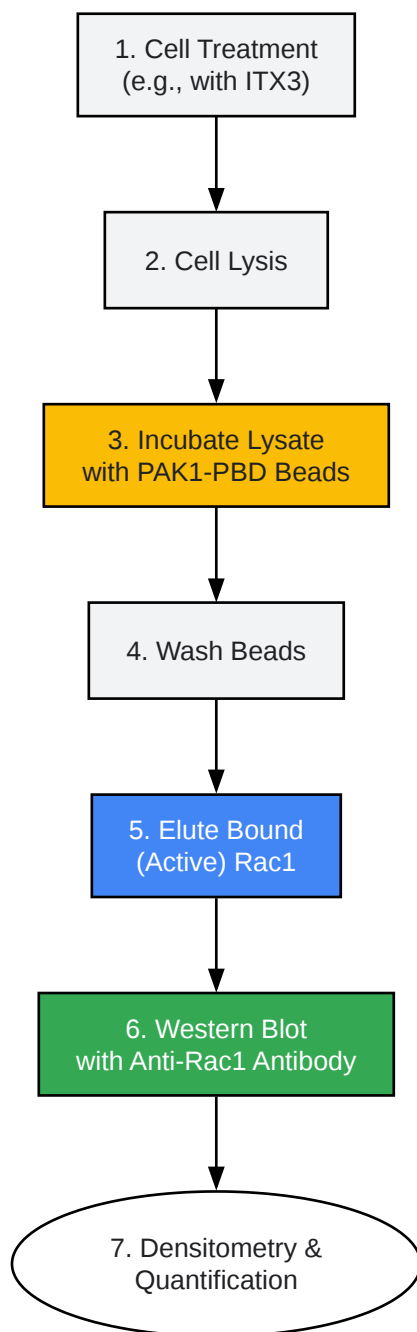 1. Cell Treatment
(e.g., with ITX3)
2. Cell Lysis
3. Incubate Lysate
with PAK1-PBD Beads
4. Wash Beads
5. Elute Bound
(Active) Rac1
6. Western Blot
with Anti-Rac1 Antibody
7. Densitometry &
Quantification